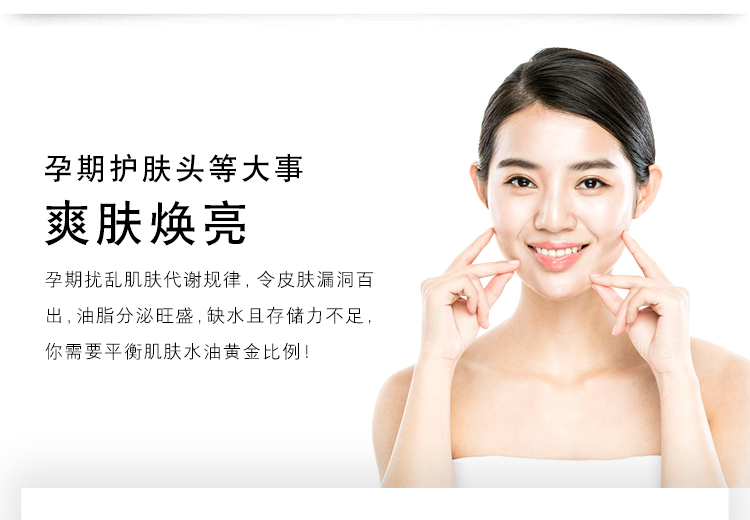 孕期护肤头等大事
爽肤焕亮
孕期扰乱肌肤代谢规律，令皮肤漏洞百
出，油脂分泌旺盛，缺水且存储力不足，
你需要平衡肌肤水油黄金比例！